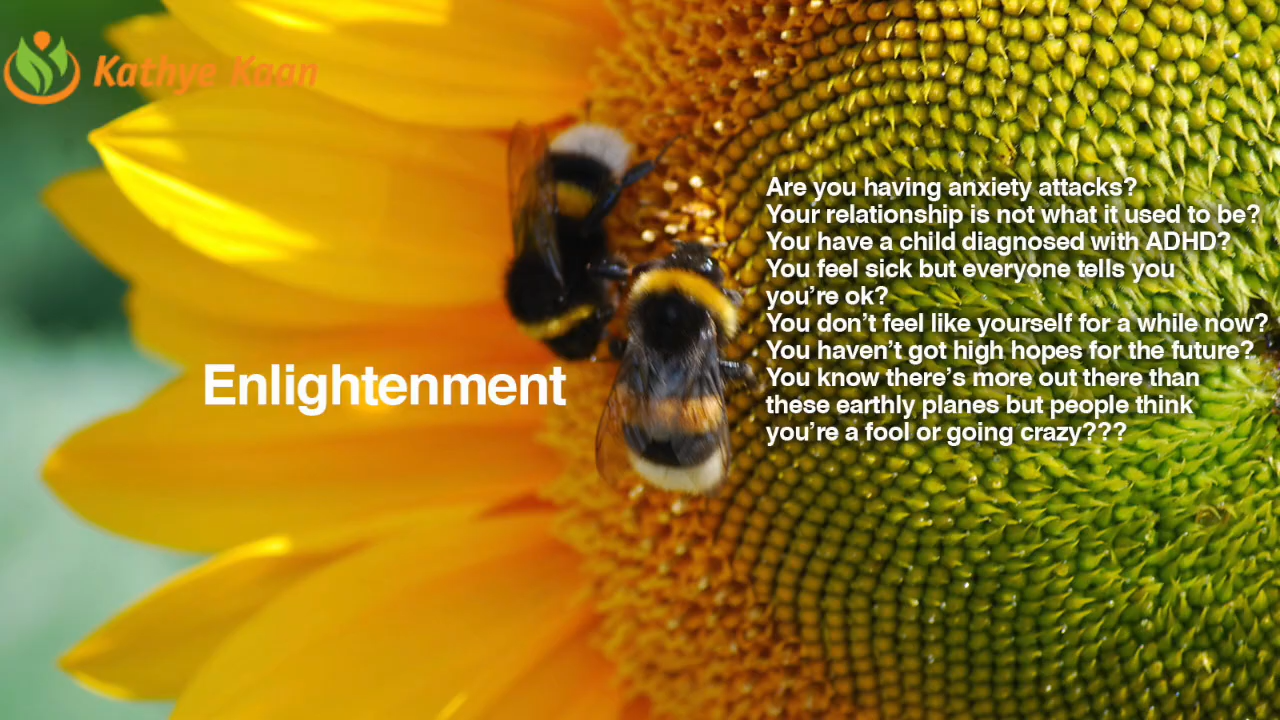 Kathye Kaan
Enlightenment
Are you having anxiety attacks?
Your relationship is not what it used to be?
You have a child diagnosed with ADHD?
You feel sick but everyone tells you
you’re ok?
You don’t feel like yourself for a while now?
You haven’t got high hopes for the future?
You know there’s more out there than
these earthly planes but people think
you’re a fool or going crazy???